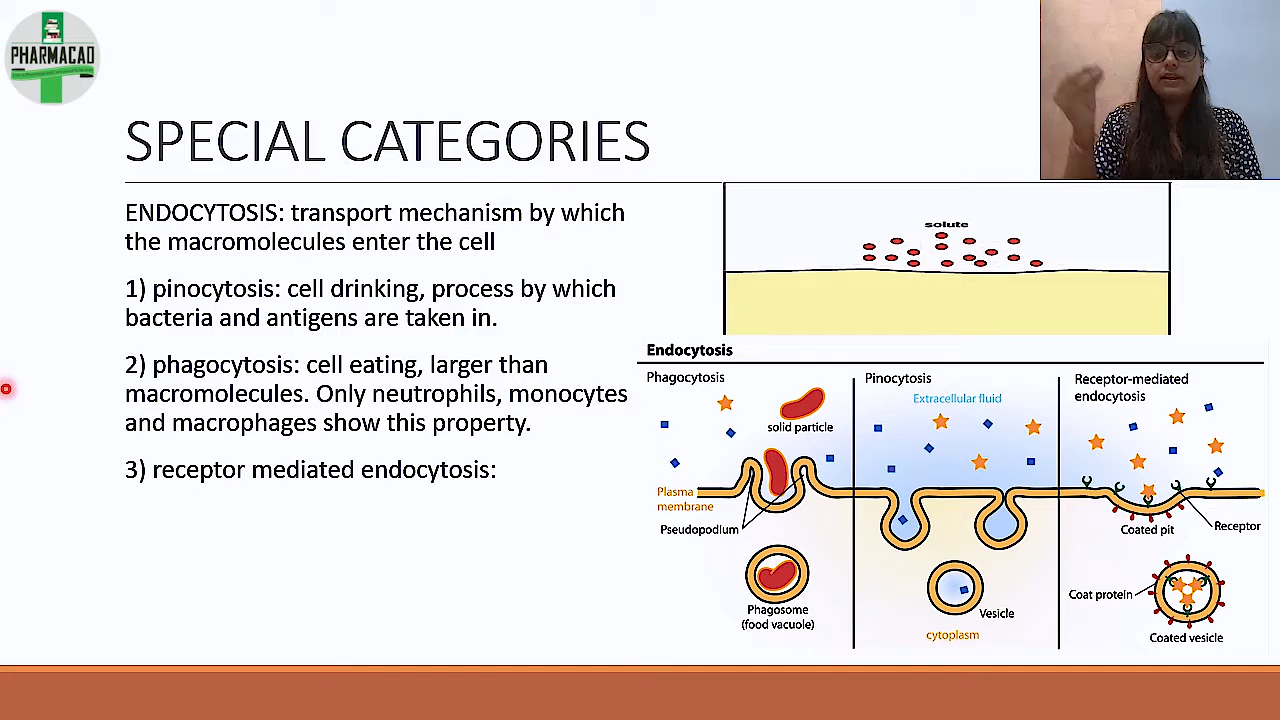 PHARMACAD
SPECIAL CATEGORIES
ENDOCYTOSIS: transport mechanism by which
the macromolecules enter the cell
1) pinocytosis: cell drinking, process by which
bacteria and antigens are taken in.
2) phagocytosis: cell eating, larger than
macromolecules. Only neutrophils, monocytes
and macrophages show this property.
3) receptor mediated endocytosis:
solute
Endocytosis
Phagocytosis
solid particle
Plasma
membrane
Pseudopodium
Phagosome
(food vacuole)
Pinocytosis
Extracellular fluid
Vesicle
cytoplasm
Receptor-mediated
endocytosis
Coated pit
Receptor
Coat protein
Coated vesicle